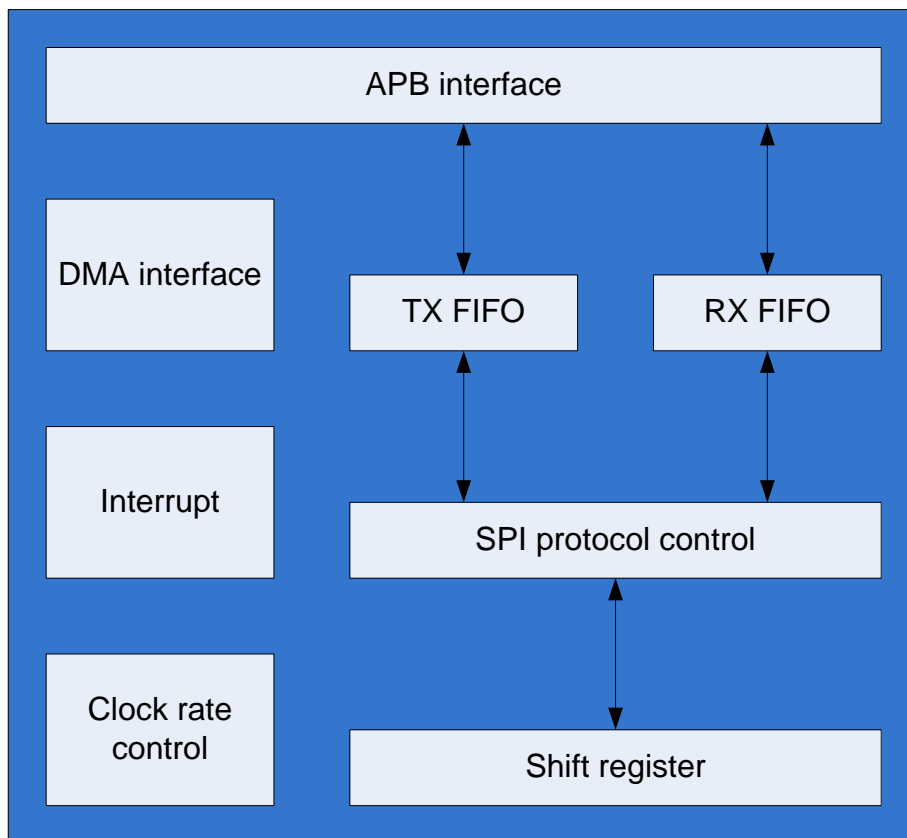 APB interface
DMA interface
TX FIFO
RX FIFO
Interrupt
SPI protocol control
Clock rate
control
Shift register